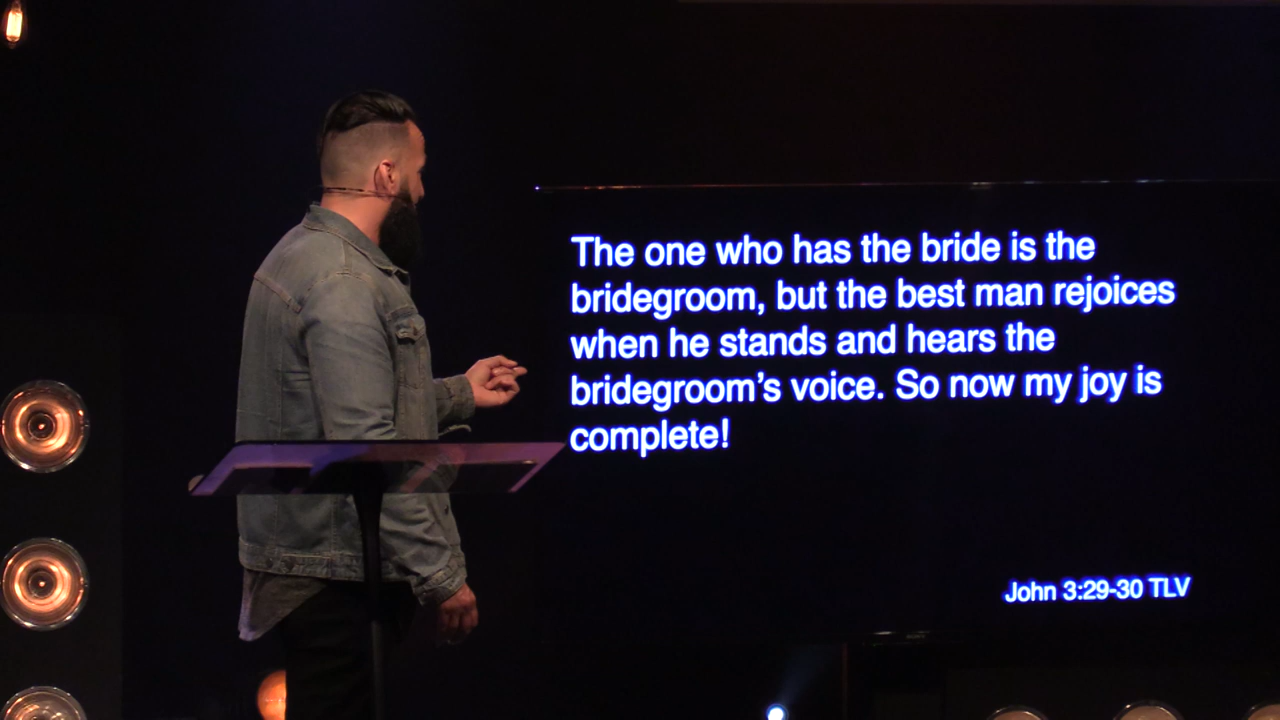 The one who has the bride is the
bridegroom, but the best man rejoices
when he stands and hears the
bridegroom’s voice. So now my joy is
complete!
John 3:29-30 TLV